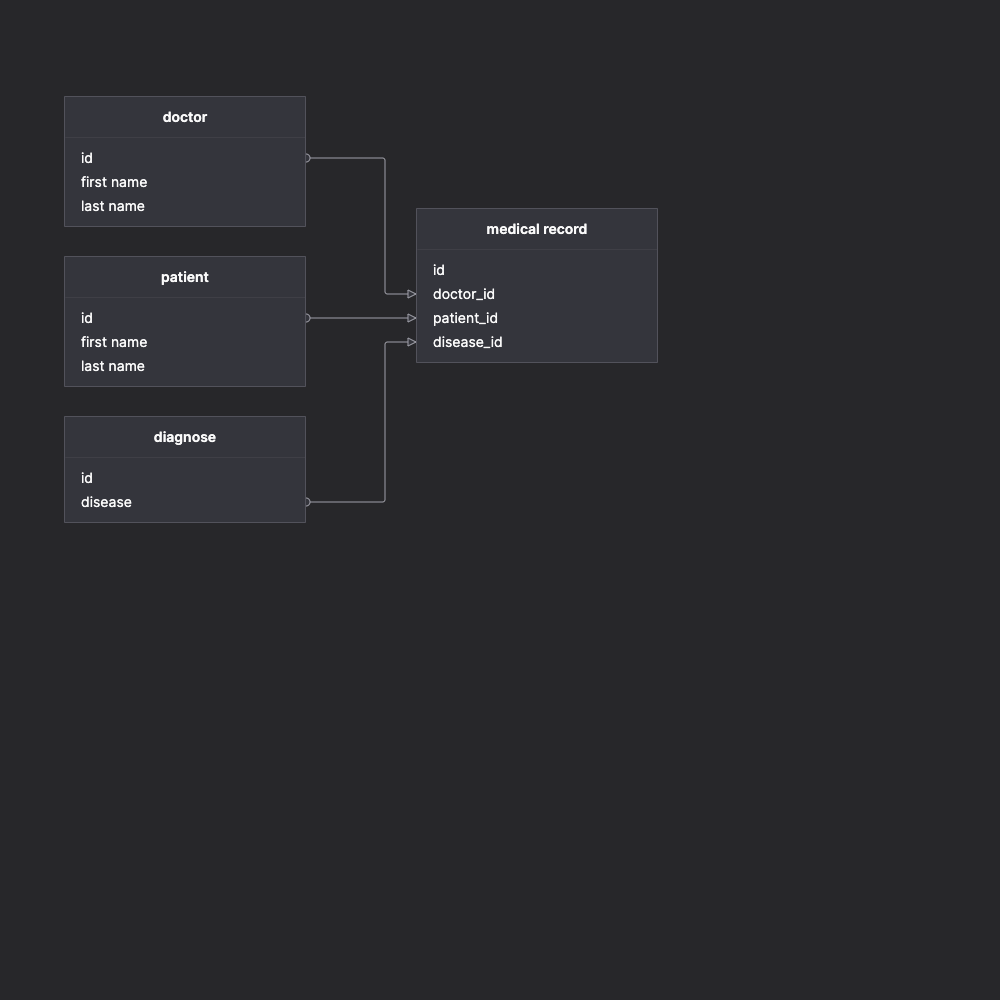 doctor
id
first name
last name
patient
id
first name
last name
diagnose
id
disease
medical record
id
doctor_id
patient_id
disease_id